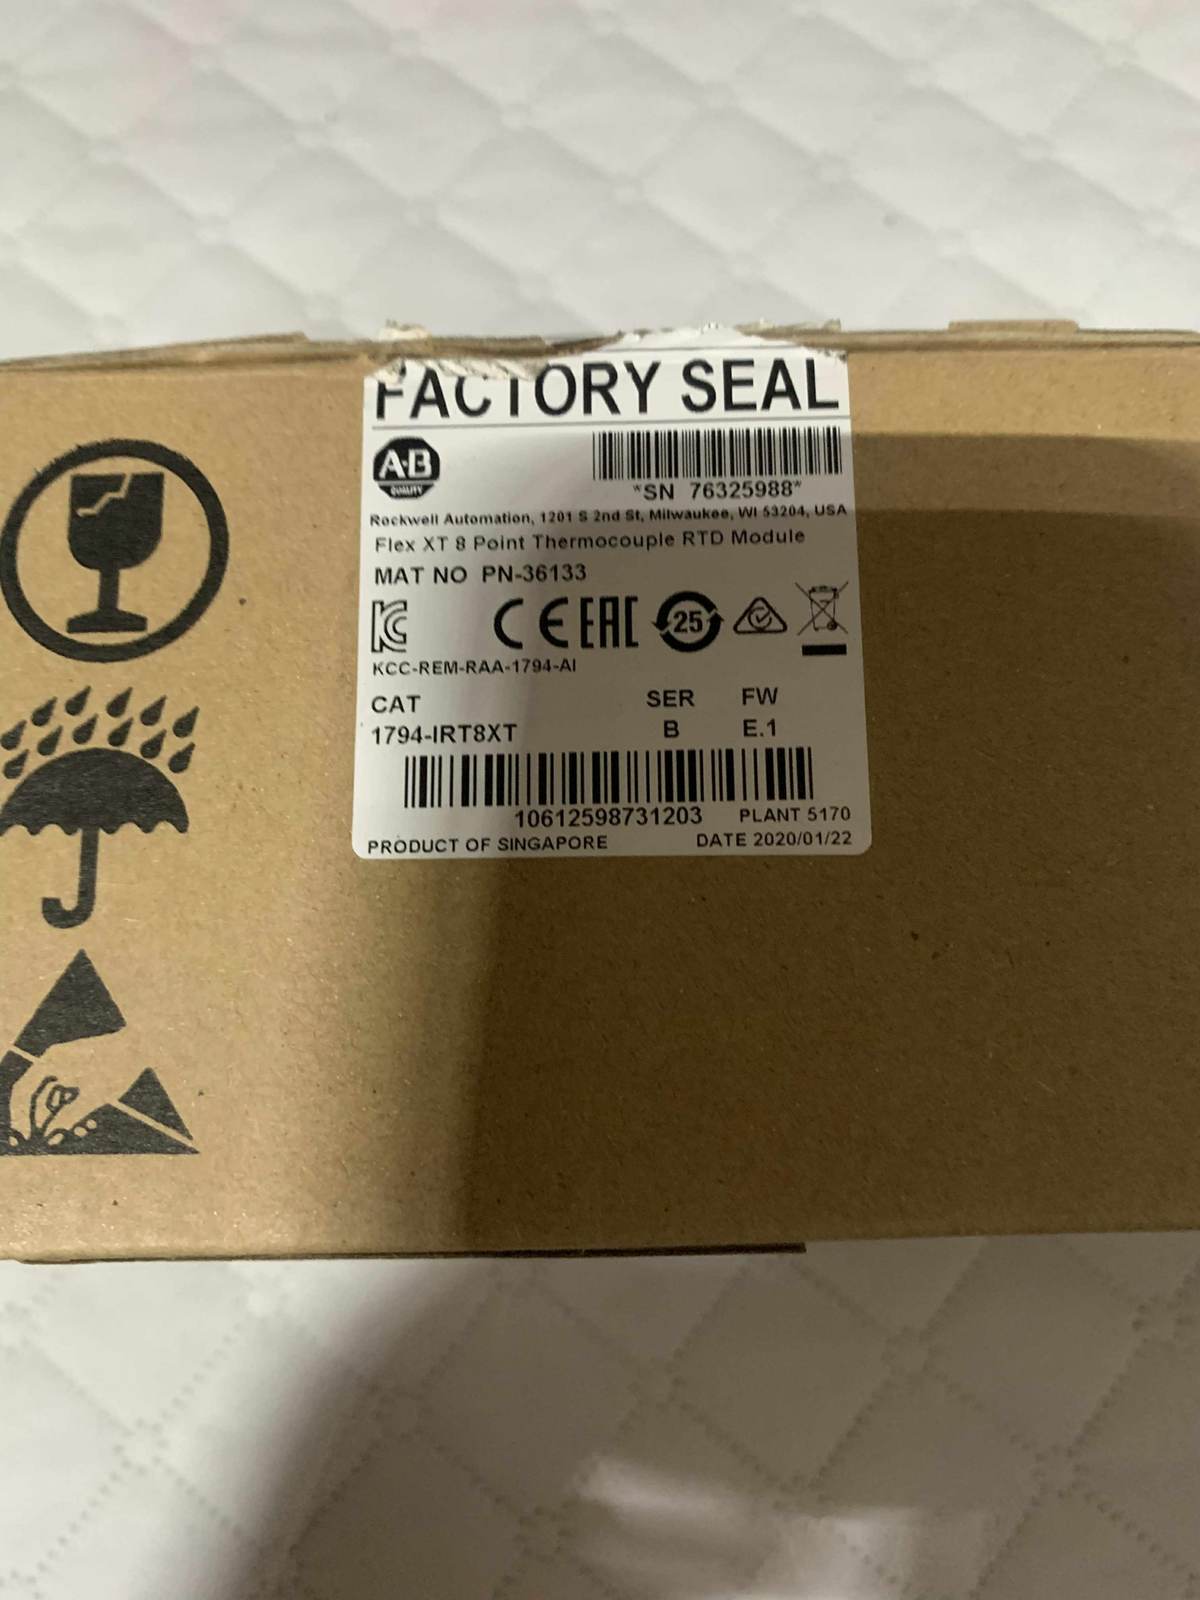 FACTORY SEAL
A-B
QUALITY
*SN 76325988*
Rockwell Automation, 1201 S 2nd St, Milwaukee, WI 53204, USA
Flex XT 8 Point Thermocouple RTD Module
MAT NO PN-36133
KC CE EAC 25
KCC-REM-RAA-1794-AI
CAT SER FW
1794-IRT8XT B E.1
10612598731203 PLANT 5170
PRODUCT OF SINGAPORE DATE 2020/01/22